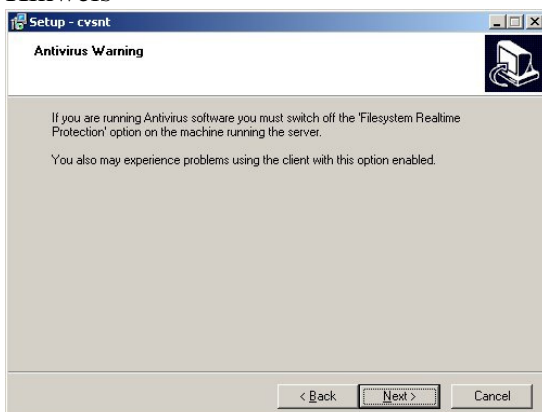 Setup - cvsnt
Antivirus Warning
If you are running Antivirus software you must switch off the 'Filesystem Realtime
Protection' option on the machine running the server.
You also may experience problems using the client with this option enabled.
< Back Next > Cancel